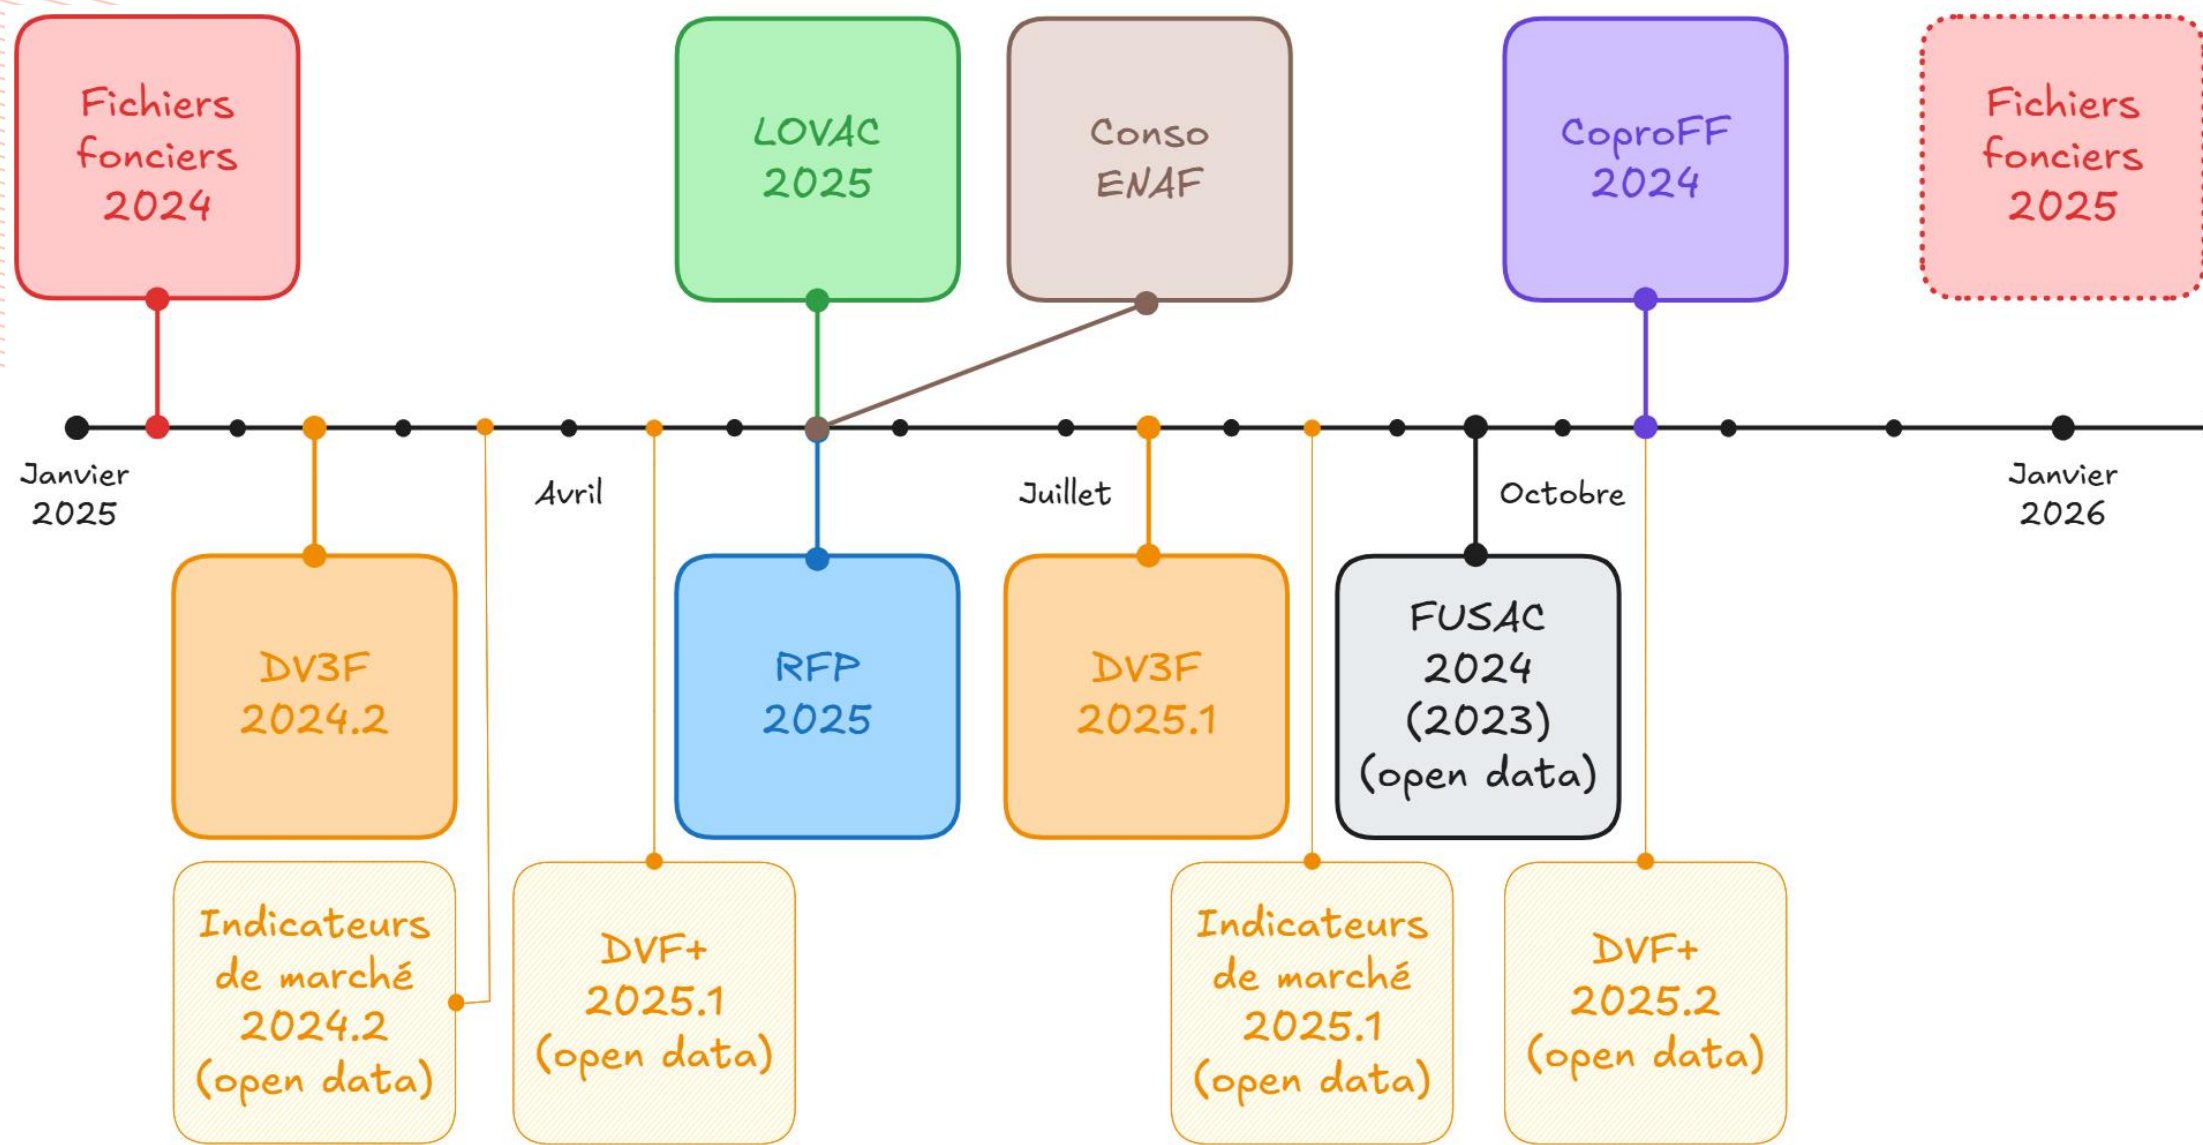 Fichiers
fonciers
2024
LOVAC
2025
Conso
ENAF
CoproFF
2024
Fichiers
fonciers
2025
Janvier
2025
Avril
Juillet
Octobre
Janvier
2026
DV3F
2024.2
RFP
2025
DV3F
2025.1
FUSAC
2024
(2023)
(open data)
Indicateurs
de marché
2024.2
(open data)
DVF+
2025.1
(open data)
Indicateurs
de marché
2025.1
(open data)
DVF+
2025.2
(open data)